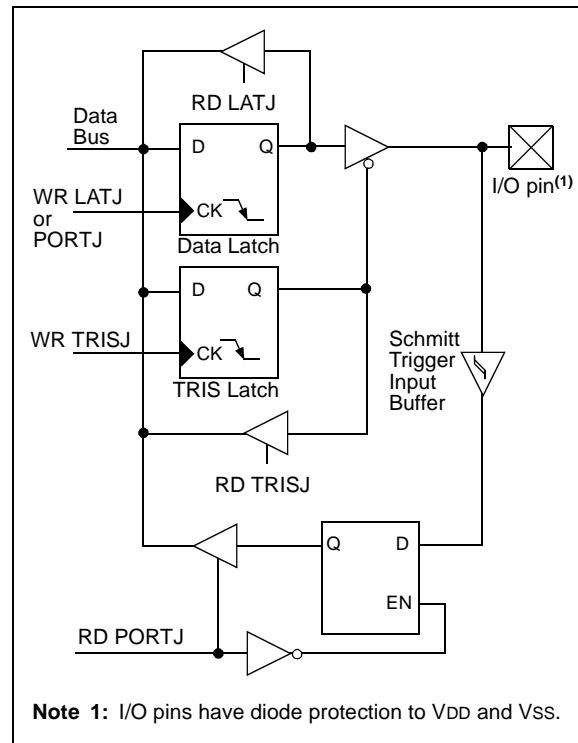 RD LATJ
Data
Bus
D Q
I/O pin(1)
WR LATJ
or
PORTJ
CK
Data Latch
D Q
WR TRISJ
CK
TRIS Latch
Schmitt
Trigger
Input
Buffer
RD TRISJ
Q D
EN
RD PORTJ
Note 1: I/O pins have diode protection to VDD and VSS.